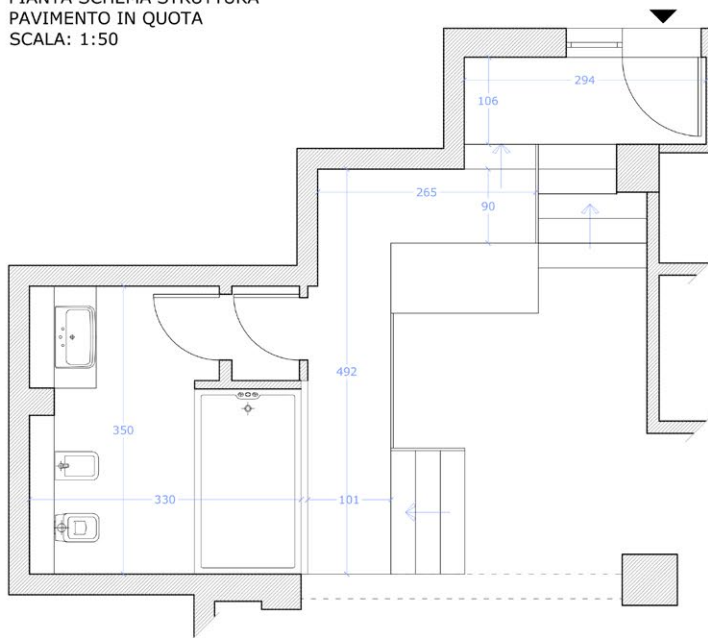 PIANTA SCHEMA STRUTTURA
PAVIMENTO IN QUOTA
SCALA: 1:50
294
106
265
90
492
350
330
101